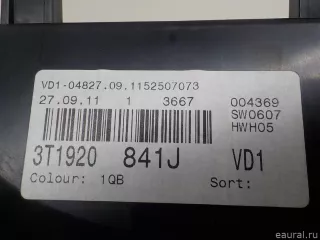 VD1-04827.09.1152507073
27.09.11 1 3667 004369
SW0607
HWH05
3T1920 841J VD1
Colour: 1QB Sort:
eaural.ru